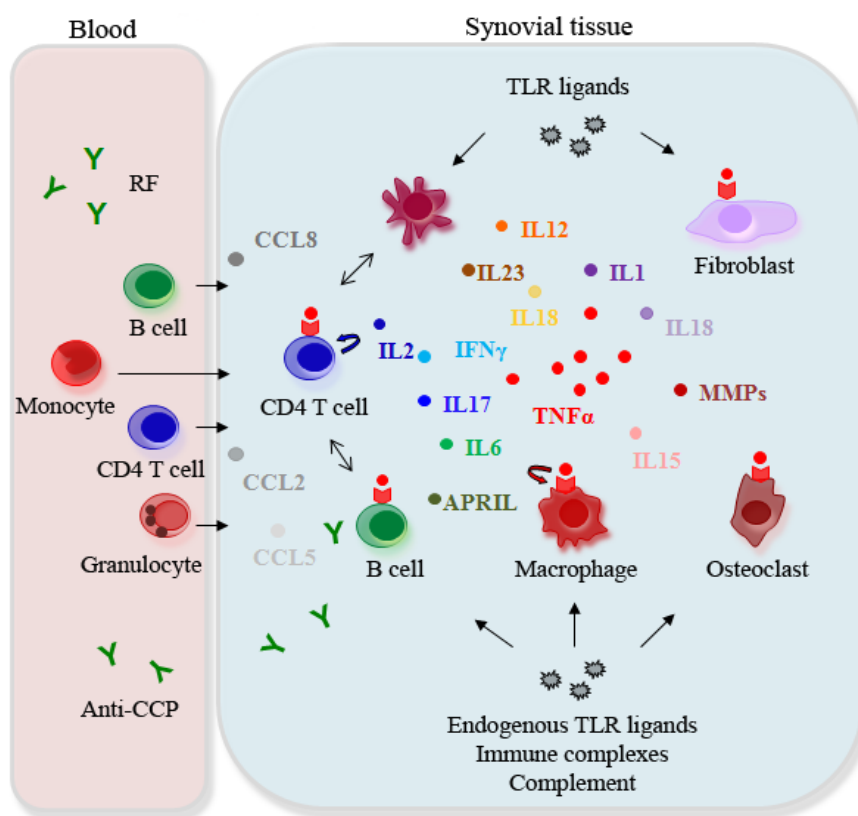 Blood
Synovial tissue
TLR ligands
RF
CCL8
IL12
IL23
IL1
Fibroblast
IL18
IL18
B cell
IL2
IFNγ
Monocyte
CD4 T cell
IL17
TNFα
MMPs
CD4 T cell
IL6
IL15
CCL2
APRIL
CCL5
Granulocyte
B cell
Macrophage
Osteoclast
Anti-CCP
Endogenous TLR ligands
Immune complexes
Complement